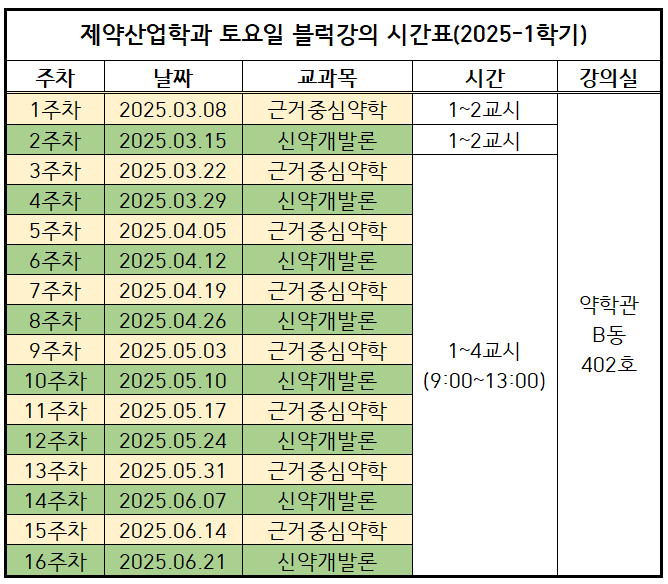 제약산업학과 토요일 블럭강의 시간표(2025-1학기)
주차 날짜 교과목 시간 강의실
1주차 2025.03.08 근거중심약학 1~2교시
2주차 2025.03.15 신약개발론 1~2교시
3주차 2025.03.22 근거중심약학
4주차 2025.03.29 신약개발론
5주차 2025.04.05 근거중심약학
6주차 2025.04.12 신약개발론
7주차 2025.04.19 근거중심약학
8주차 2025.04.26 신약개발론
9주차 2025.05.03 근거중심약학
10주차 2025.05.10 신약개발론
11주차 2025.05.17 근거중심약학
12주차 2025.05.24 신약개발론
13주차 2025.05.31 근거중심약학
14주차 2025.06.07 신약개발론
15주차 2025.06.14 근거중심약학
16주차 2025.06.21 신약개발론
1~4교시
(9:00~13:00)
약학관
B동
402호